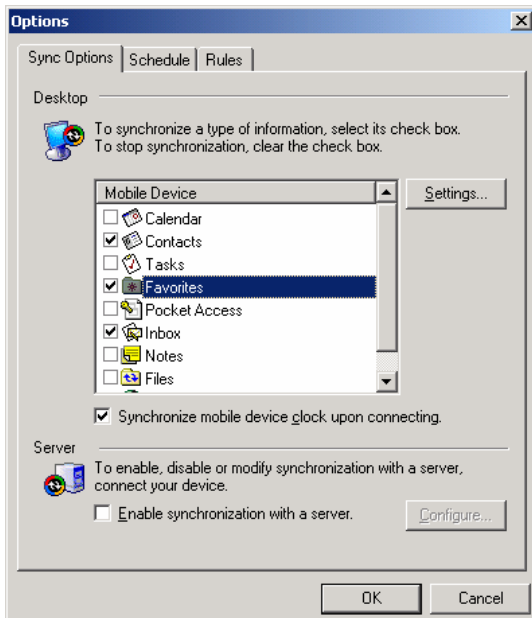 Options
Sync Options Schedule Rules
Desktop
To synchronize a type of information, select its check box.
To stop synchronization, clear the check box.
Mobile Device
Settings...
Calendar
Contacts
Tasks
Favorites
Pocket Access
Inbox
Notes
Files
Synchronize mobile device clock upon connecting.
Server
To enable, disable or modify synchronization with a server,
connect your device.
Enable synchronization with a server.
Configure...
OK Cancel